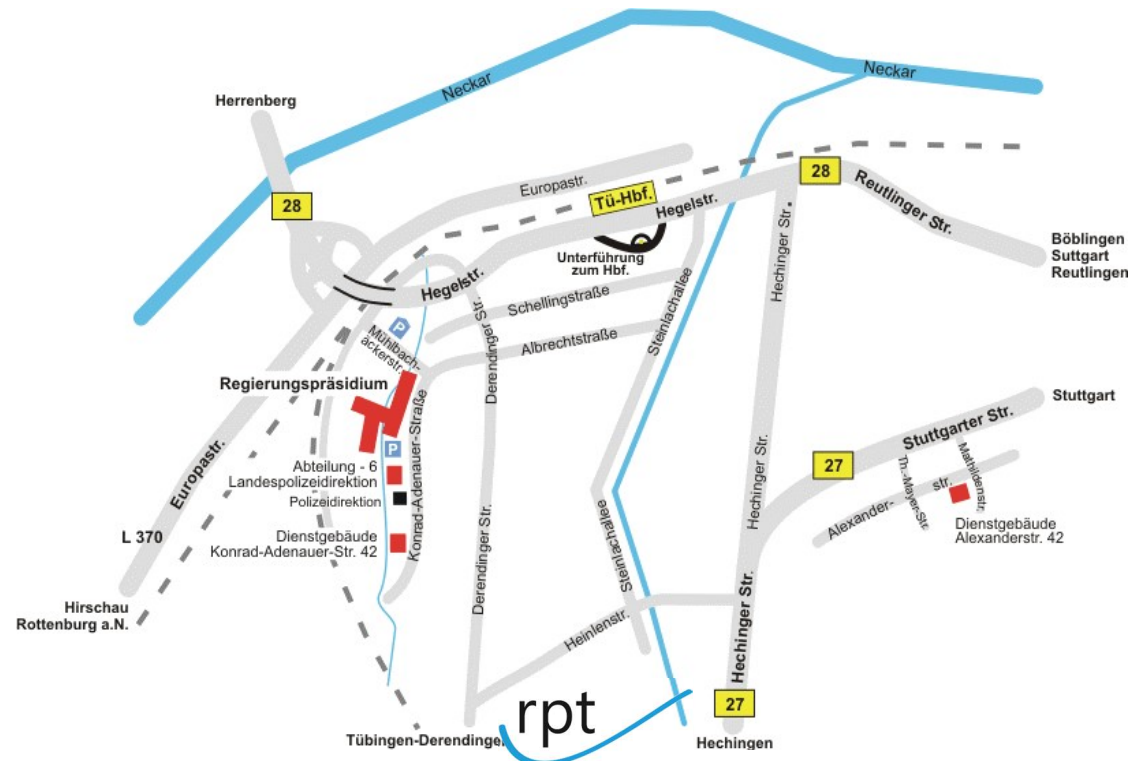 Neckar
Neckar
Herrenberg
28
28
Europastr.
Tü-Hbf.
Hegelstr.
Reutlinger Str.
Böblingen
Suttgart
Reutlingen
Unterführung
zum Hbf.
Hechinger Str.
Hegelstr.
Schellingstraße
Steinlachallee
P
Mühlbach-
äckerstr.
Albrechtstraße
Derendinger Str.
Regierungspräsidium
Konrad-Adenauer-Straße
Stuttgart
Stuttgarter Str.
Europastr.
P
Hechinger Str.
27
Abteilung - 6
Landespolizeidirektion
Polizeidirektion
Th.-Mayer-Str.
Mathildenstr.
Alexander-
str.
L 370
Dienstgebäude
Konrad-Adenauer-Str. 42
Derendinger Str.
Steinlachallee
Dienstgebäude
Alexanderstr. 42
Hirschau
Rottenburg a.N.
Heinlenstr.
Hechinger Str.
rpt
27
Tübingen-Derendingen
Hechingen